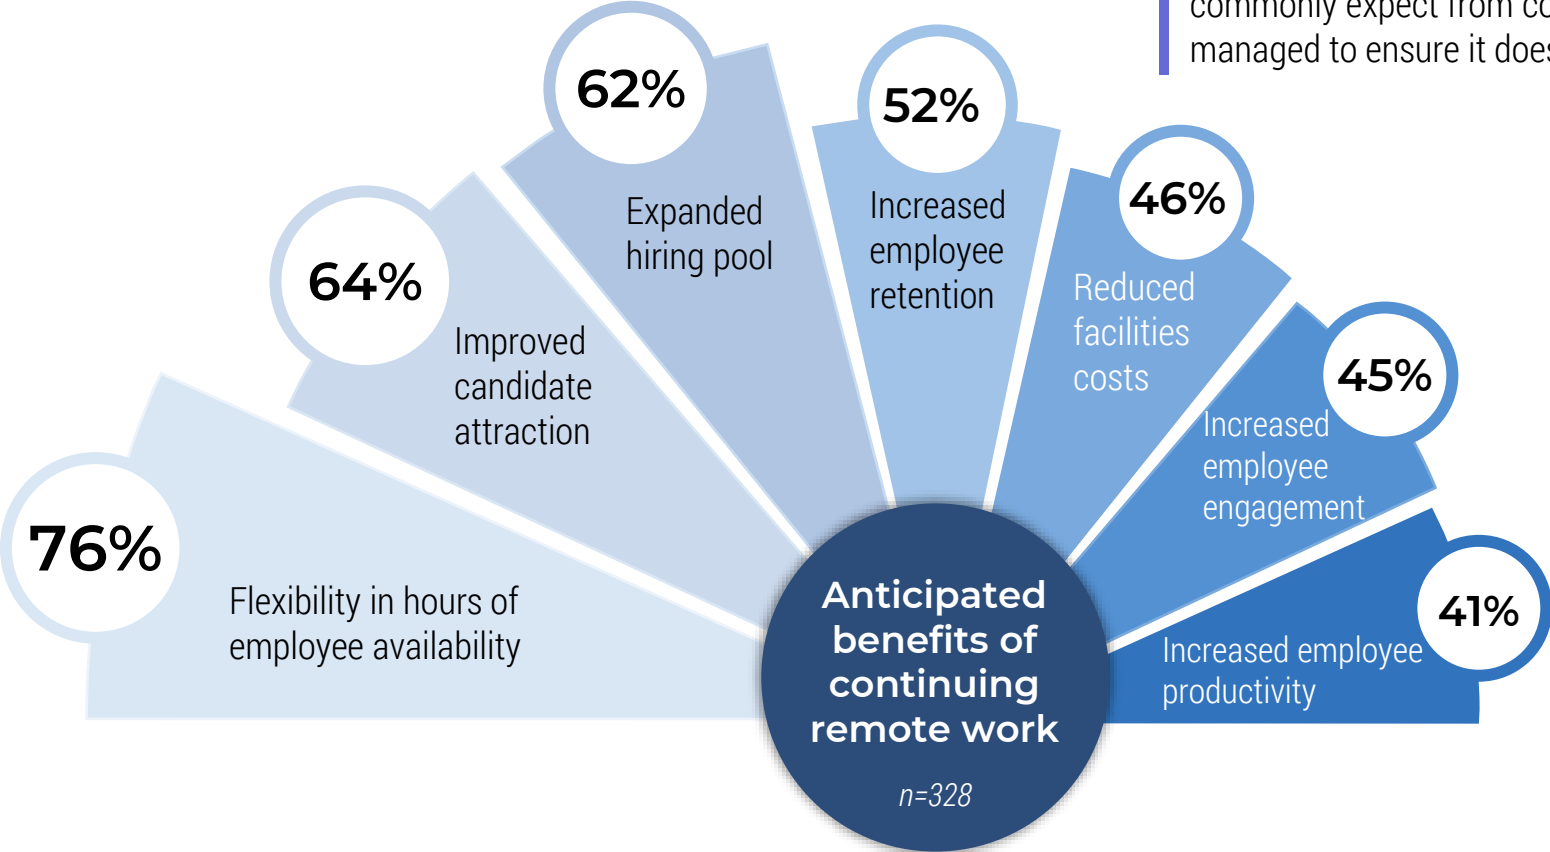 commonly expect from
managed to ensure it
62%
Expanded
hiring pool
52%
Increased
employee
retention
46%
Reduced
facilities
costs
64%
Improved
candidate
attraction
45%
Increased
employee
engagement
76%
Flexibility in hours of
employee availability
41%
Increased employee
productivity
Anticipated
benefits of
continuing
remote work
n=328